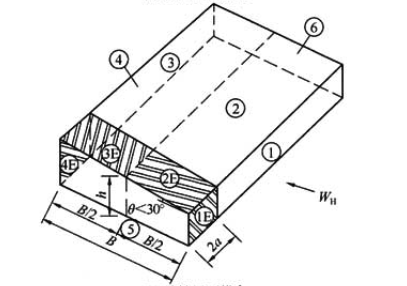 ⑥
③
④
②
①
3E
4E
2E
W_H
1E
h
θ<30°
⑤
B/2
B
B/2
2a